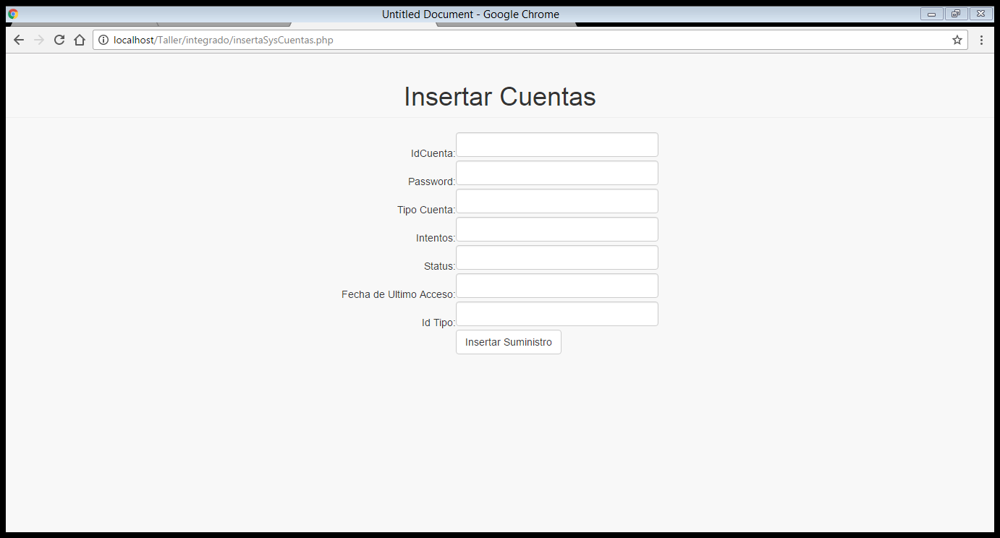 Untitled Document - Google Chrome
localhost/Taller/integrado/insertaSysCuentas.php
Insertar Cuentas
IdCuenta:
Password:
Tipo Cuenta:
Intentos:
Status:
Fecha de Ultimo Acceso:
Id Tipo:
Insertar Suministro